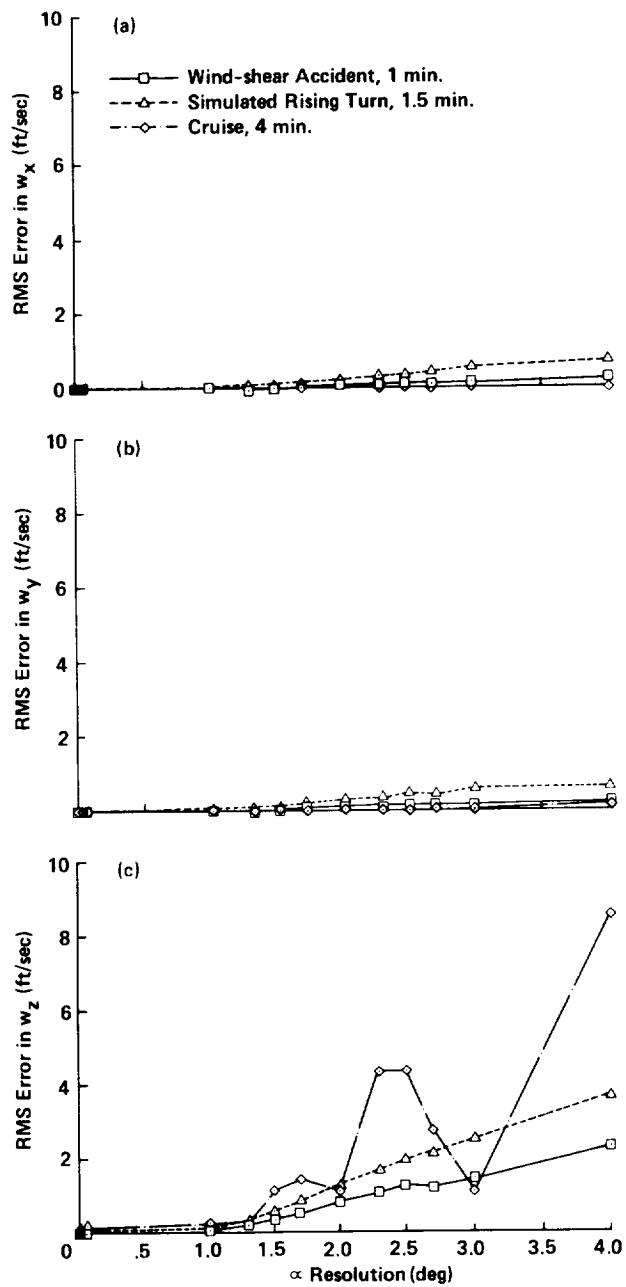 10
(a)
Wind-shear Accident, 1 min.
Simulated Rising Turn, 1.5 min.
Cruise, 4 min.
8
6
4
2
0
RMS Error in wx (ft/sec)
10
(b)
8
6
4
2
RMS Error in wy (ft/sec)
10
(c)
8
6
4
2
0
RMS Error in wz (ft/sec)
0 .5 1.0 1.5 2.0 2.5 3.0 3.5 4.0
∝ Resolution (deg)